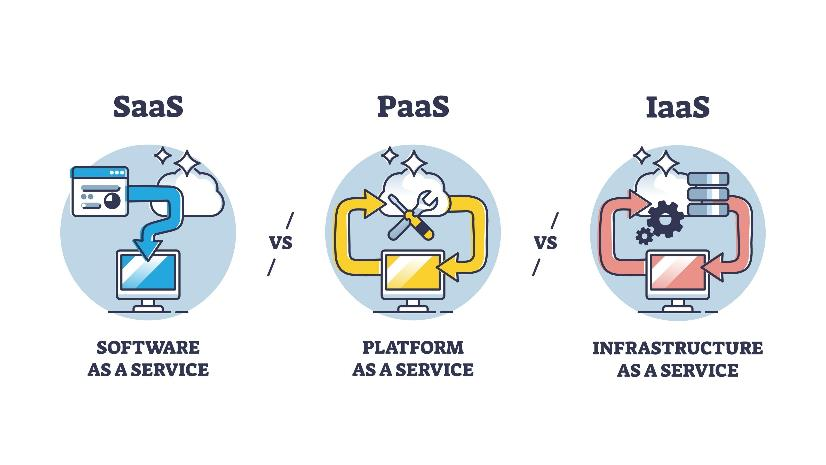 SaaS
PaaS
IaaS
VS
VS
SOFTWARE
AS A SERVICE
PLATFORM
AS A SERVICE
INFRASTRUCTURE
AS A SERVICE